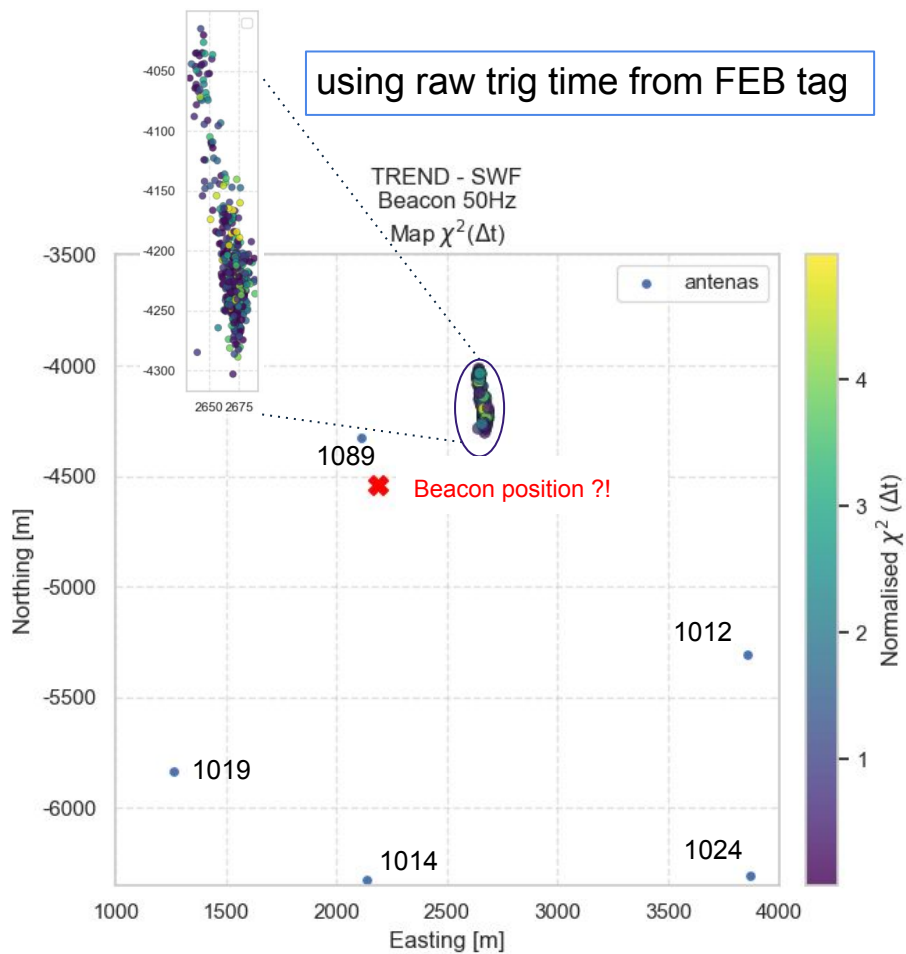 using raw trig time from FEB tag
-4050
-4100
-4150
-4200
-4250
-4300
2650 2675
TREND - SWF
Beacon 50Hz
Map χ²(Δt)
antenas
-3500
-4000
-4500
-5000
-5500
-6000
Northing [m]
1089
Beacon position ?!
1012
1019
1014
1024
1000 1500 2000 2500 3000 3500 4000
Easting [m]
4
3
2
1
Normalised χ² (Δt)